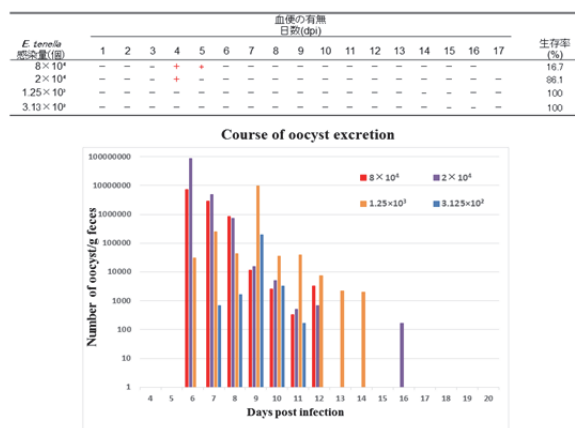 血便の有無
日数(dpi)
E. tenella
感染量(個) 1 2 3 4 5 6 7 8 9 10 11 12 13 14 15 16 17 生存率
(%)
8×10⁴ − − − + + − − − − − − − − − − − − 16.7
2×10⁴ − − − + − − − − − − − − − − − − − 86.1
1.25×10³ − − − − − − − − − − − − − − − − − 100
3.13×10² − − − − − − − − − − − − − − − − − 100
Course of oocyst excretion
Number of oocyst/g feces
100000000
10000000
1000000
100000
10000
1000
100
10
1
8×10⁴ 2×10⁴
1.25×10³ 3.125×10²
4 5 6 7 8 9 10 11 12 13 14 15 16 17 18 19 20
Days post infection